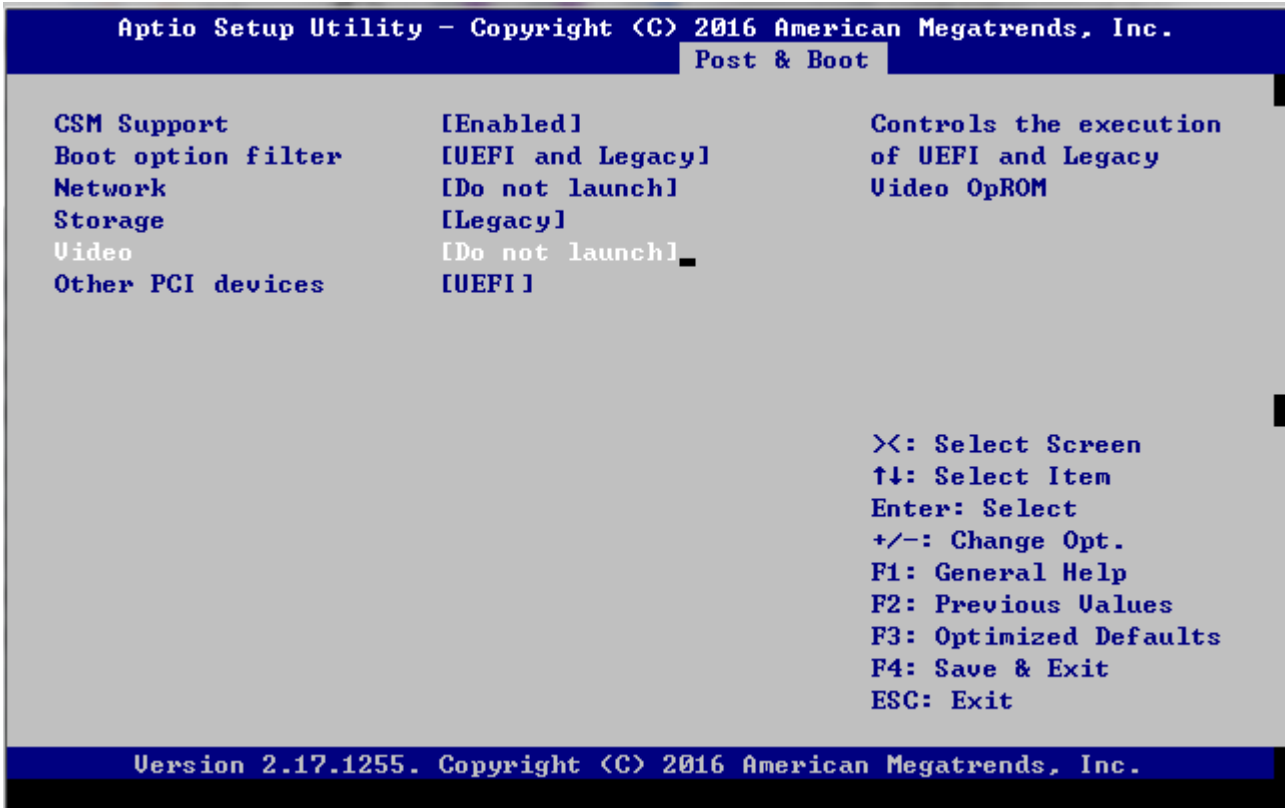 Aptio Setup Utility – Copyright (C) 2016 American Megatrends, Inc.
Post & Boot
CSM Support [Enabled]
Boot option filter [UEFI and Legacy]
Network [Do not launch]
Storage [Legacy]
Video [Do not launch]
Other PCI devices [UEFI]
Controls the execution
of UEFI and Legacy
Video OpROM
><: Select Screen
↑↓: Select Item
Enter: Select
+/-: Change Opt.
F1: General Help
F2: Previous Values
F3: Optimized Defaults
F4: Save & Exit
ESC: Exit
Version 2.17.1255. Copyright (C) 2016 American Megatrends, Inc.